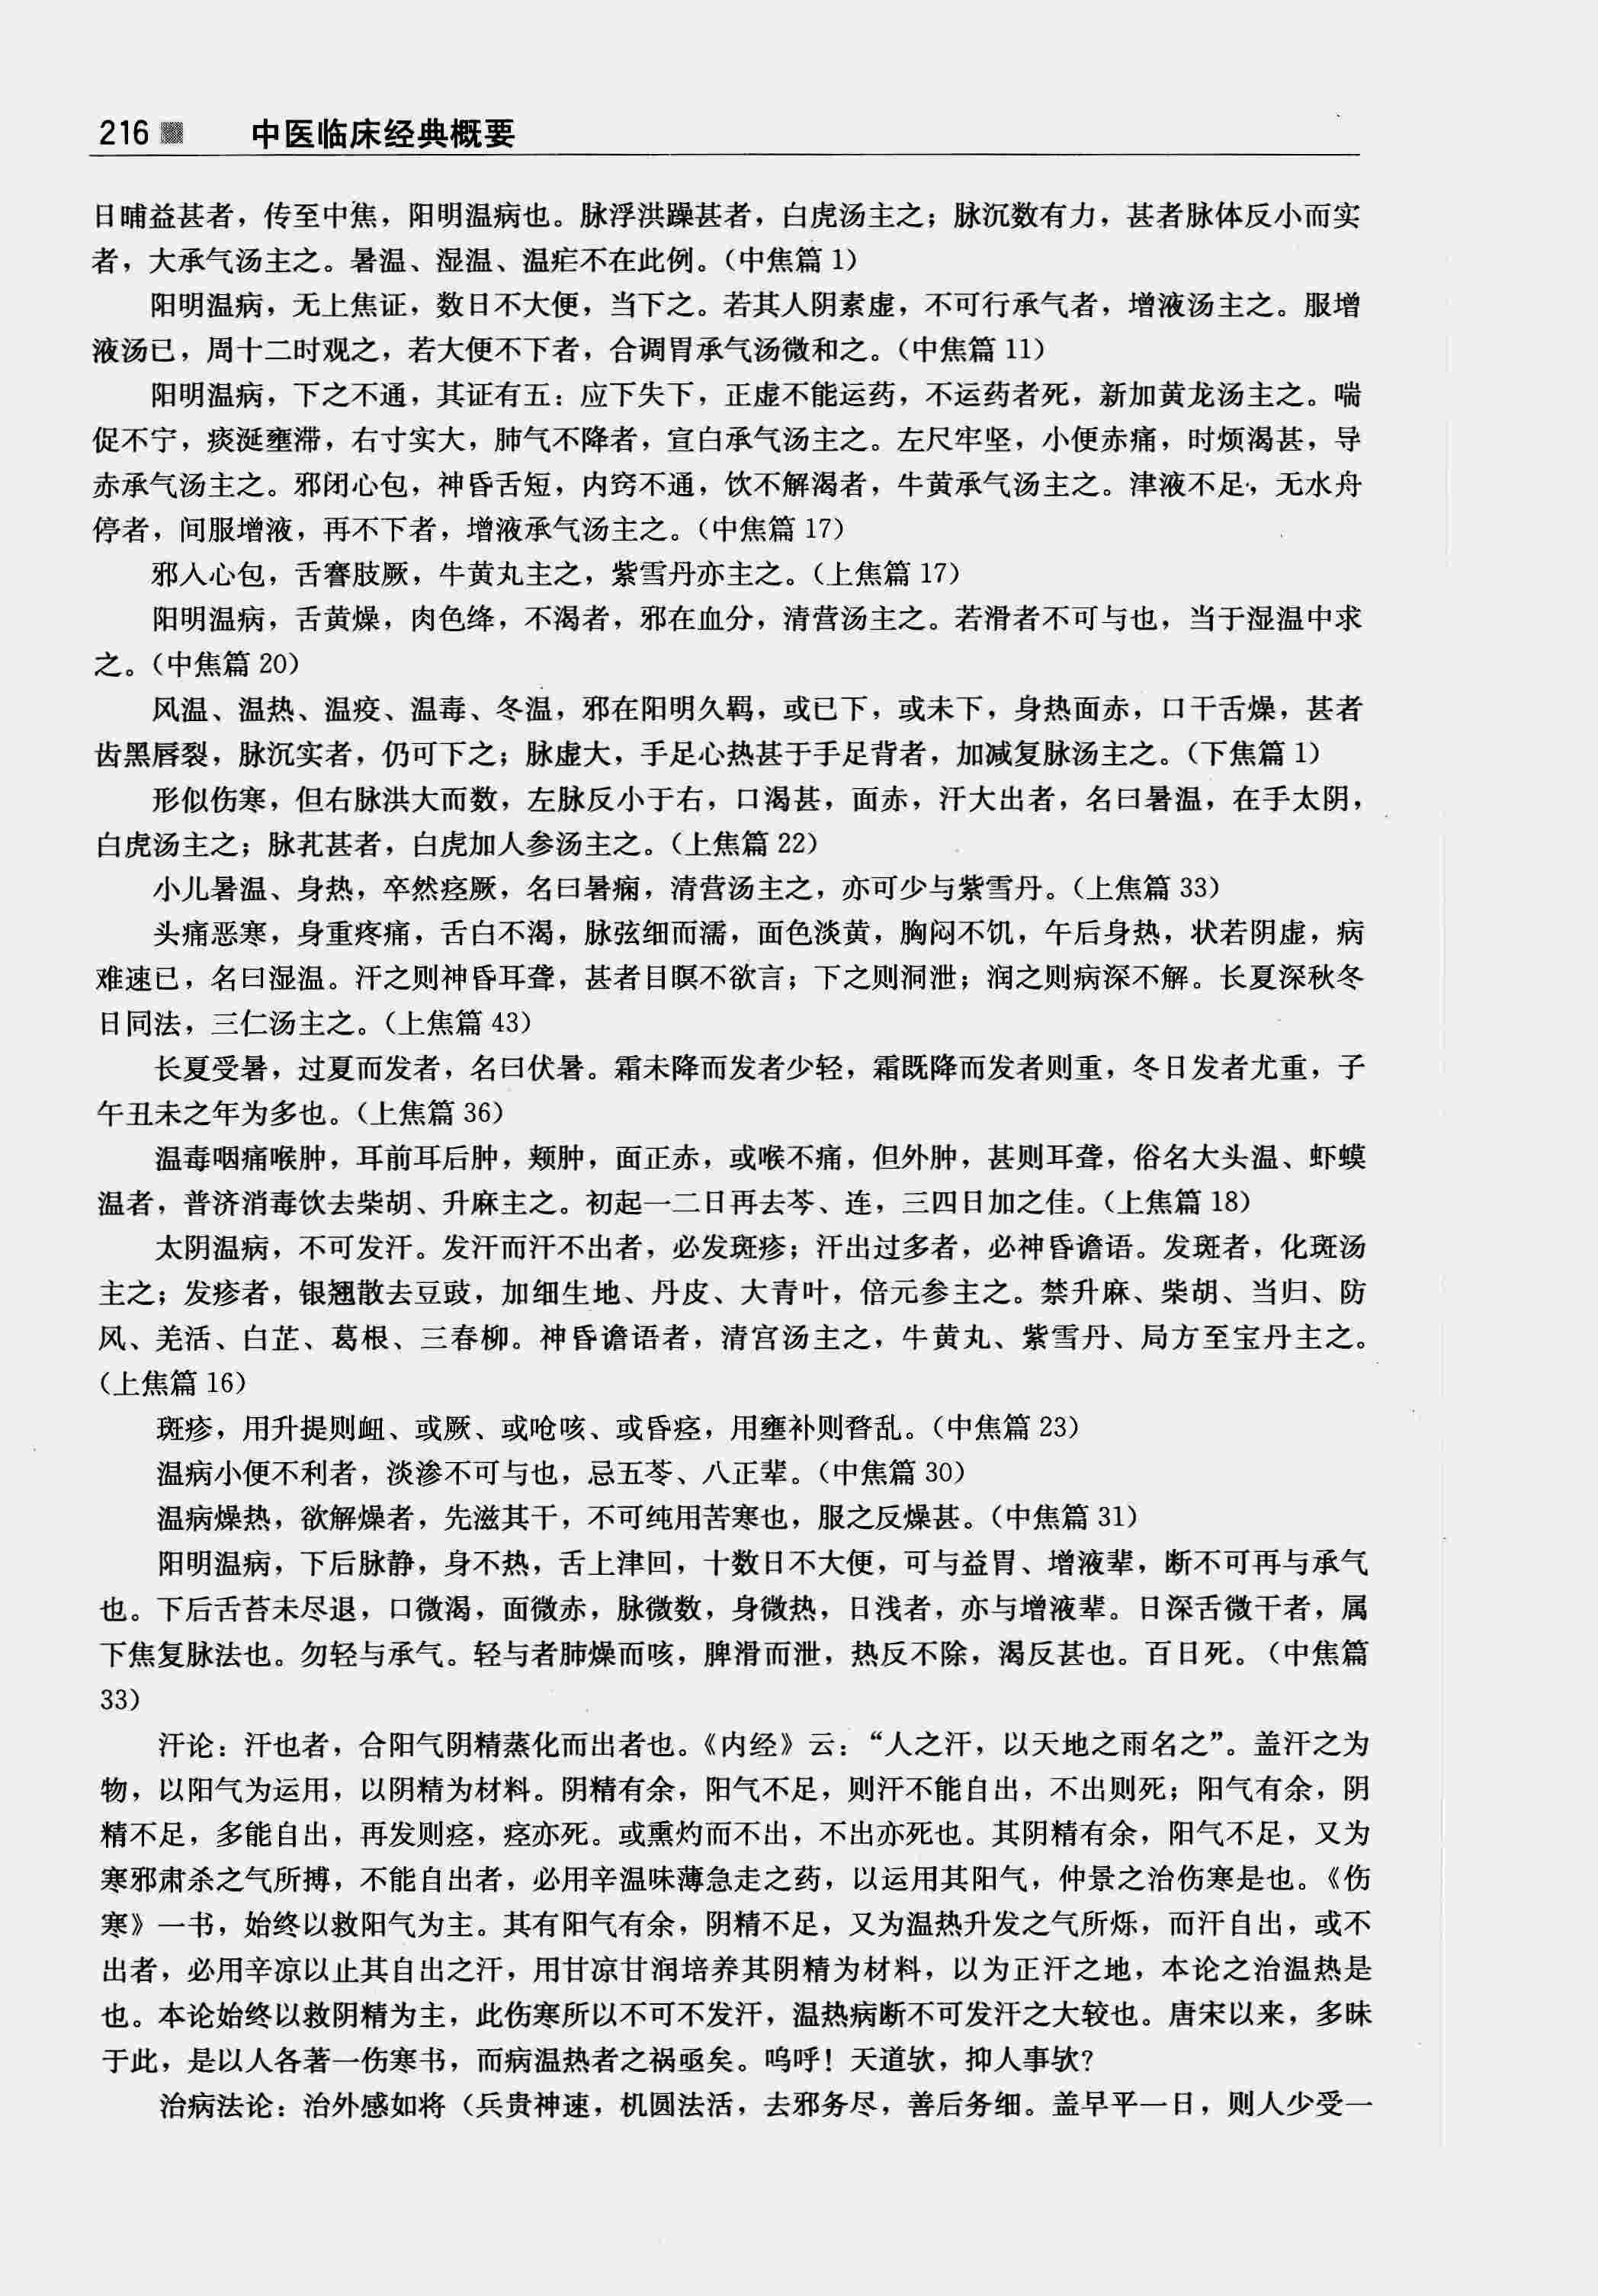 216 中医临床经典概要
日晡益甚者，传至中焦，阳明温病也。脉浮洪躁甚者，白虎汤主之；脉沉数有力，甚者脉体反小而实
者，大承气汤主之。暑温、湿温、温疟不在此例。（中焦篇 1）
阳明温病，无上焦证，数日不大便，当下之。若其人阴素虚，不可行承气者，增液汤主之。服增
液汤已，周十二时观之，若大便不下者，合调胃承气汤微和之。（中焦篇 11）
阳明温病，下之不通，其证有五：应下失下，正虚不能运药，不运药者死，新加黄龙汤主之。喘
促不宁，痰涎壅滞，右寸实大，肺气不降者，宣白承气汤主之。左尺牢坚，小便赤痛，时烦渴甚，导
赤承气汤主之。邪闭心包，神昏舌短，内窍不通，饮不解渴者，牛黄承气汤主之。津液不足，无水舟
停者，间服增液，再不下者，增液承气汤主之。（中焦篇 17）
邪入心包，舌謇肢厥，牛黄丸主之，紫雪丹亦主之。（上焦篇 17）
阳明温病，舌黄燥，肉色绛，不渴者，邪在血分，清营汤主之。若滑者不可与也，当于湿温中求
之。（中焦篇 20）
风温、温热、温疫、温毒、冬温，邪在阳明久羁，或已下，或未下，身热面赤，口干舌燥，甚者
齿黑唇裂，脉沉实者，仍可下之；脉虚大，手足心热甚于手足背者，加减复脉汤主之。（下焦篇 1）
形似伤寒，但右脉洪大而数，左脉反小于右，口渴甚，面赤，汗大出者，名曰暑温，在手太阴，
白虎汤主之；脉芤甚者，白虎加人参汤主之。（上焦篇 22）
小儿暑温、身热，卒然痉厥，名曰暑痫，清营汤主之，亦可少与紫雪丹。（上焦篇 33）
头痛恶寒，身重疼痛，舌白不渴，脉弦细而濡，面色淡黄，胸闷不饥，午后身热，状若阴虚，病
难速已，名曰湿温。汗之则神昏耳聋，甚者目瞑不欲言；下之则洞泄；润之则病深不解。长夏深秋冬
日同法，三仁汤主之。（上焦篇 43）
长夏受暑，过夏而发者，名曰伏暑。霜未降而发者少轻，霜既降而发者则重，冬日发者尤重，子
午丑未之年为多也。（上焦篇 36）
温毒咽痛喉肿，耳前耳后肿，颊肿，面正赤，或喉不痛，但外肿，甚则耳聋，俗名大头温、虾蟆
温者，普济消毒饮去柴胡、升麻主之。初起一二日再去芩、连，三四日加之佳。（上焦篇 18）
太阴温病，不可发汗。发汗而汗不出者，必发斑疹；汗出过多者，必神昏谵语。发斑者，化斑汤
主之；发疹者，银翘散去豆豉，加细生地、丹皮、大青叶，倍元参主之。禁升麻、柴胡、当归、防
风、羌活、白芷、葛根、三春柳。神昏谵语者，清宫汤主之，牛黄丸、紫雪丹、局方至宝丹主之。
（上焦篇 16）
斑疹，用升提则衄、或厥、或呛咳、或昏痉，用壅补则瞀乱。（中焦篇 23）
温病小便不利者，淡渗不可与也，忌五苓、八正辈。（中焦篇 30）
温病燥热，欲解燥者，先滋其干，不可纯用苦寒也，服之反燥甚。（中焦篇 31）
阳明温病，下后脉静，身不热，舌上津回，十数日不大便，可与益胃、增液辈，断不可再与承气
也。下后舌苔未尽退，口微渴，面微赤，脉微数，身微热，日浅者，亦与增液辈。日深舌微干者，属
下焦复脉法也。勿轻与承气。轻与者肺燥而咳，脾滑而泄，热反不除，渴反甚也。百日死。（中焦篇
33）
汗论：汗也者，合阳气阴精蒸化而出者也。《内经》云：“人之汗，以天地之雨名之”。盖汗之为
物，以阳气为运用，以阴精为材料。阴精有余，阳气不足，则汗不能自出，不出则死；阳气有余，阴
精不足，多能自出，再发则痉，痉亦死。或熏灼而不出，不出亦死也。其阴精有余，阳气不足，又为
寒邪肃杀之气所搏，不能自出者，必用辛温味薄急走之药，以运用其阳气，仲景之治伤寒是也。《伤
寒》一书，始终以救阳气为主。其有阳气有余，阴精不足，又为温热升发之气所烁，而汗自出，或不
出者，必用辛凉以止其自出之汗，用甘凉甘润培养其阴精为材料，以为正汗之地，本论之治温热是
也。本论始终以救阴精为主，此伤寒所以不可不发汗，温热病断不可发汗之大较也。唐宋以来，多昧
于此，是以人各著一伤寒书，而病温热者之祸亟矣。呜呼！天道欤，抑人事欤？
治病法论：治外感如将（兵贵神速，机圆法活，去邪务尽，善后务细。盖早平一日，则人少受一